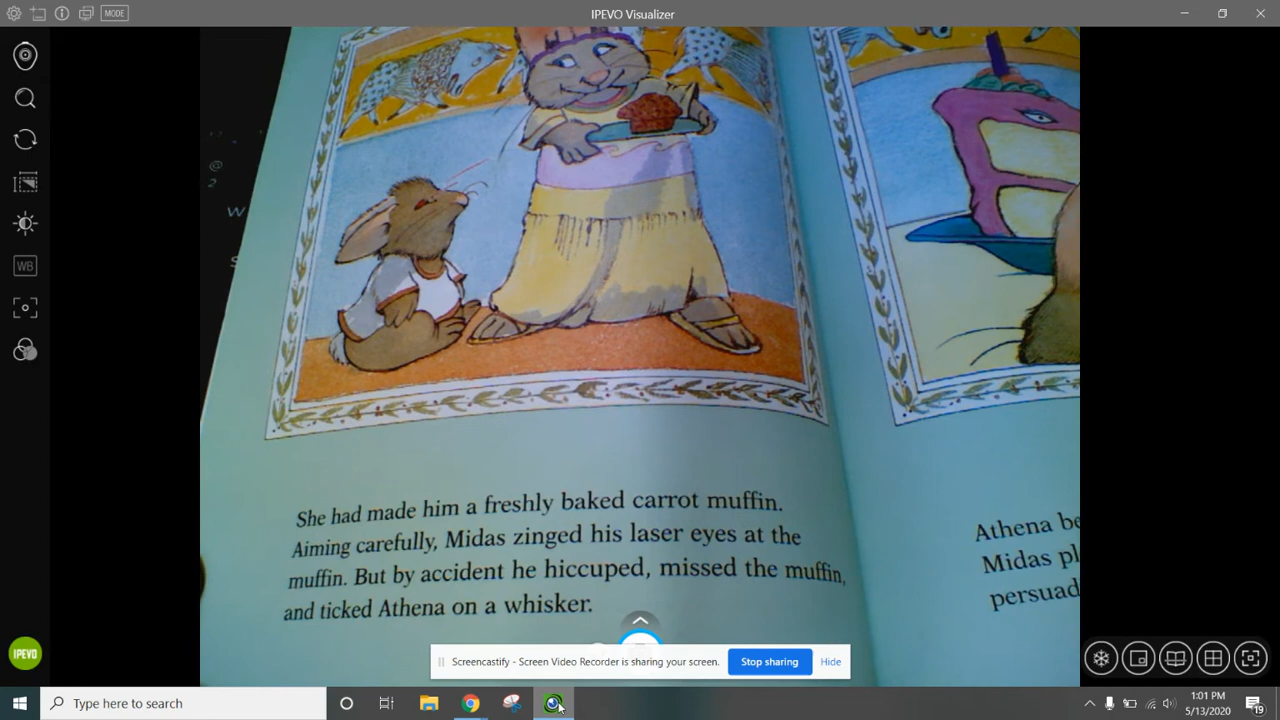 IPEVO Visualizer
MODE
WB
She had made him a freshly baked carrot muffin.
Aiming carefully, Midas zinged his laser eyes at the
muffin. But by accident he hiccuped, missed the muffin,
and ticked Athena on a whisker.
Athena be
Midas pl
persuad
IPEVO
Screencastify - Screen Video Recorder is sharing your screen.
Stop sharing
Hide
Type here to search
1:01 PM
5/13/2020
19